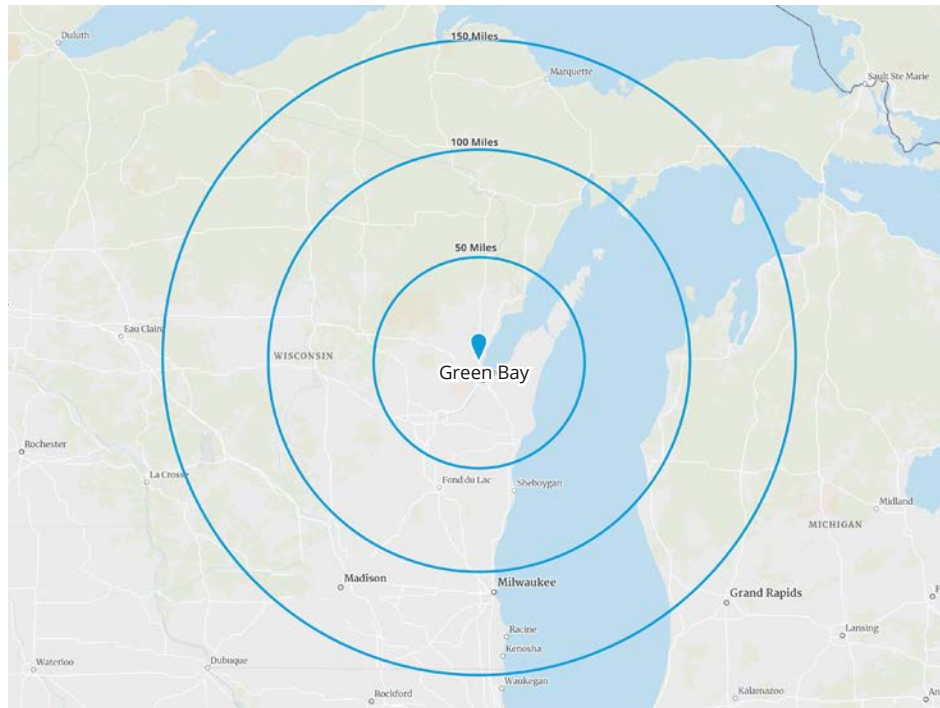 150 Miles
Duluth
Marquette
Sault Ste Marie
100 Miles
50 Miles
Eau Claire
WISCONSIN
Green Bay
Rochester
La Crosse
Fond du Lac
Sheboygan
Midland
MICHIGAN
Madison
Milwaukee
Grand Rapids
Racine
Lansing
Kenosha
Waterloo
Dubuque
Waukegan
Rockford
Kalamazoo